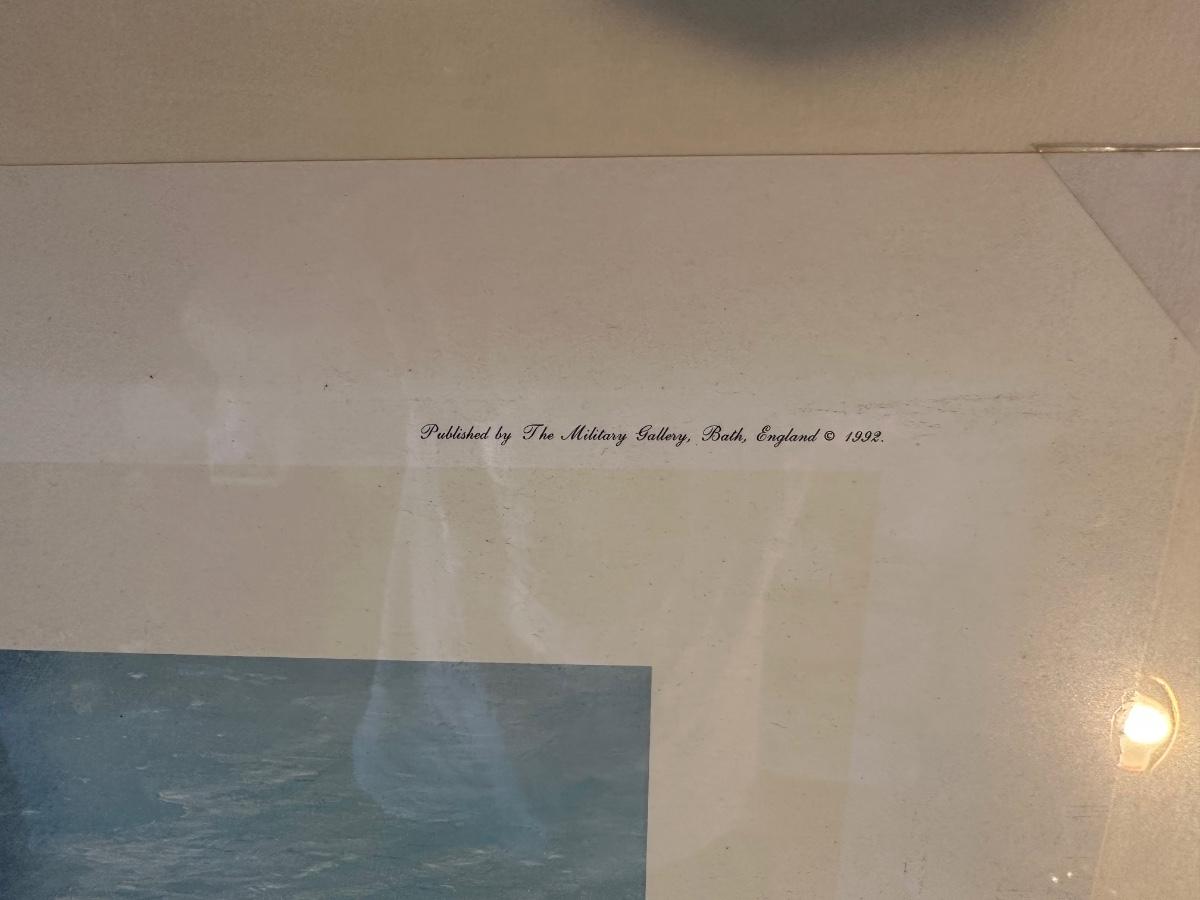 Published by The Military Gallery, Bath, England © 1992.